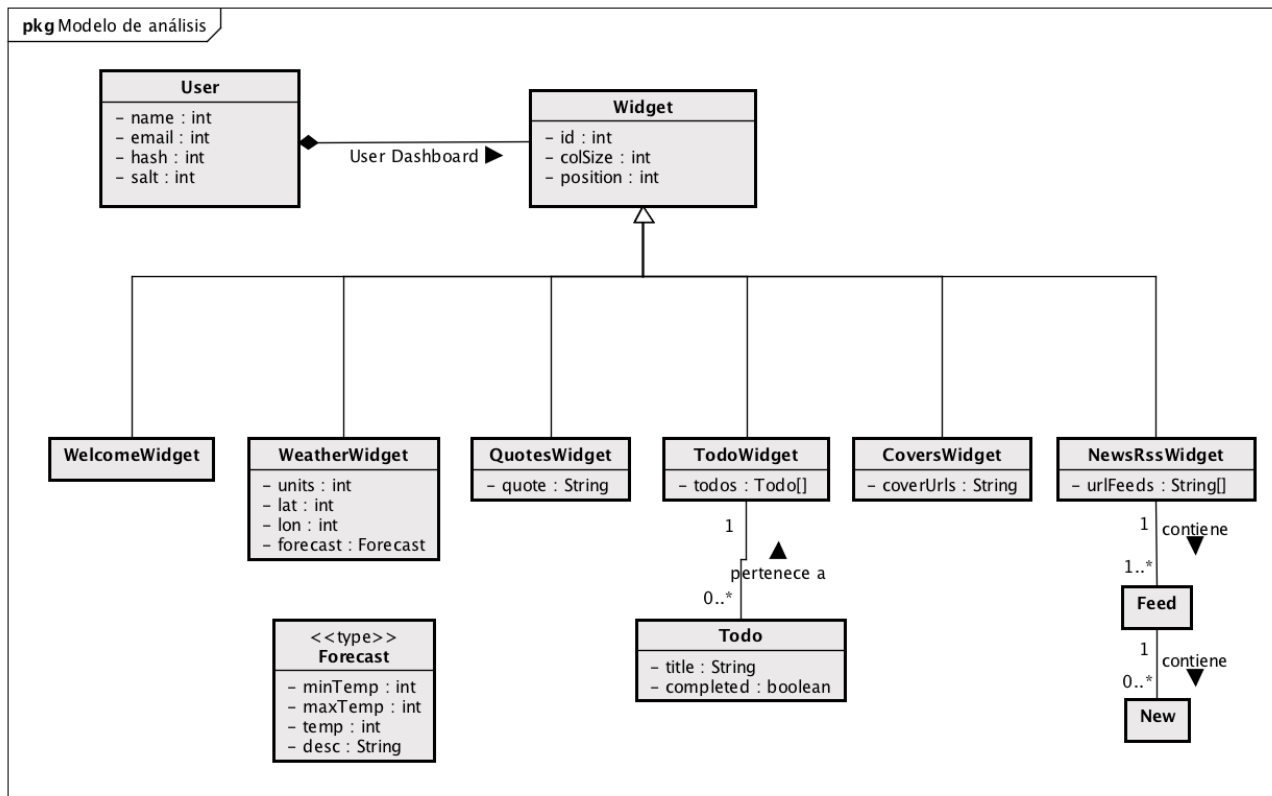 pkg Modelo de análisis
User
– name : int
– email : int
– hash : int
– salt : int
User Dashboard ▶
Widget
– id : int
– colSize : int
– position : int
WelcomeWidget
WeatherWidget
– units : int
– lat : int
– lon : int
– forecast : Forecast
QuotesWidget
– quote : String
TodoWidget
– todos : Todo[]
CoversWidget
– coverUrls : String
NewsRssWidget
– urlFeeds : String[]
1
pertenece a
0..*
1
contiene
1..*
<<type>>
Forecast
– minTemp : int
– maxTemp : int
– temp : int
– desc : String
Todo
– title : String
– completed : boolean
Feed
1
contiene
0..*
New